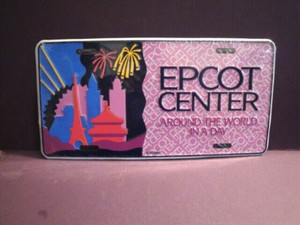 EPCOT
CENTER
AROUND THE WORLD
IN A DAY